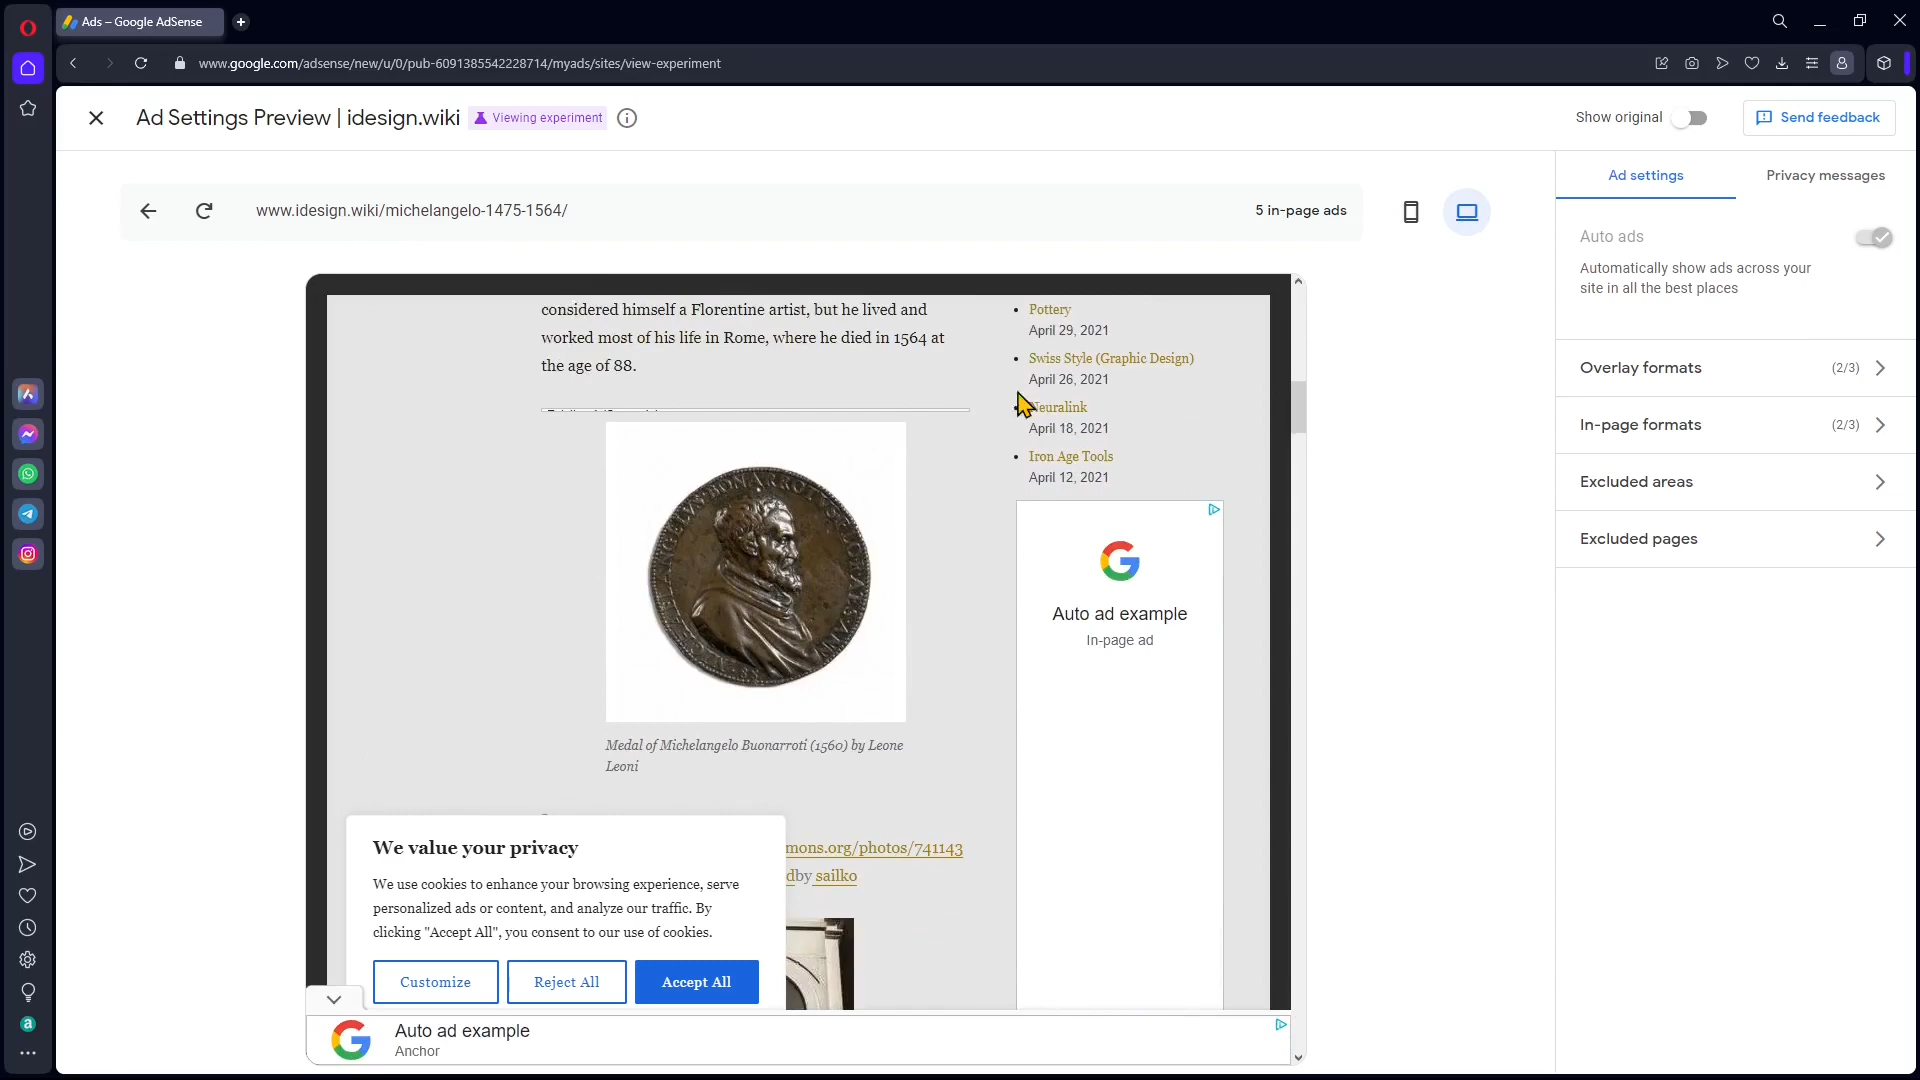 Ads – Google AdSense
www.google.com/adsense/new/u/0/pub-6091385542228714/myads/sites/view-experiment
Ad Settings Preview | idesign.wiki
Viewing experiment
Show original
Send feedback
www.idesign.wiki/michelangelo-1475-1564/
5 in-page ads
considered himself a Florentine artist, but he lived and
worked most of his life in Rome, where he died in 1564 at
the age of 88.
Medal of Michelangelo Buonarroti (1560) by Leone
Leoni
mons.org/photos/741143
dby sailko
Pottery
April 29, 2021
Swiss Style (Graphic Design)
April 26, 2021
Neuralink
April 18, 2021
Iron Age Tools
April 12, 2021
Auto ad example
In-page ad
We value your privacy
We use cookies to enhance your browsing experience, serve
personalized ads or content, and analyze our traffic. By
clicking "Accept All", you consent to our use of cookies.
Customize
Reject All
Accept All
Auto ad example
Anchor
Ad settings
Privacy messages
Auto ads
Automatically show ads across your
site in all the best places
Overlay formats (2/3)
In-page formats (2/3)
Excluded areas
Excluded pages